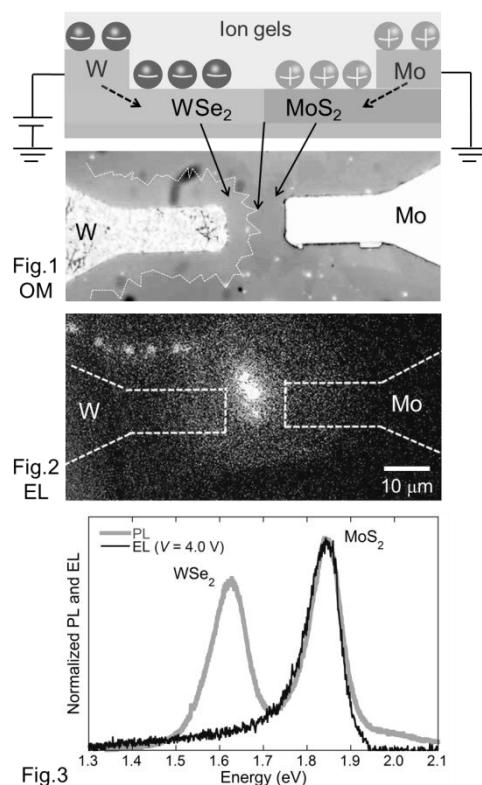 Ion gels
W
Mo
WSe2
MoS2
W
Mo
Fig.1
OM
W
Mo
Fig.2
EL
10 μm
Normalized PL and EL
PL
EL (V = 4.0 V)
WSe2
MoS2
1.3 1.4 1.5 1.6 1.7 1.8 1.9 2.0 2.1
Energy (eV)
Fig.3